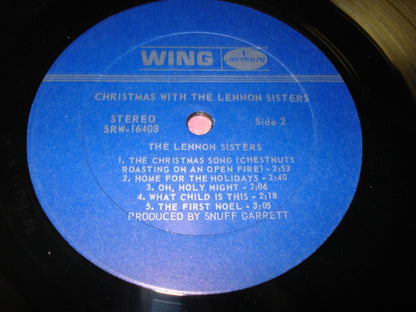 WING mercury
CHRISTMAS WITH THE LENNON SISTERS
STEREO
SRW-16408
Side 2
THE LENNON SISTERS
1. THE CHRISTMAS SONG (CHESTNUTS
ROASTING ON AN OPEN FIRE) - 2:53
2. HOME FOR THE HOLIDAYS - 2:40
3. OH, HOLY NIGHT - 2:06
4. WHAT CHILD IS THIS - 2:18
5. THE FIRST NOEL - 3:05
PRODUCED BY SNUFF GARRETT